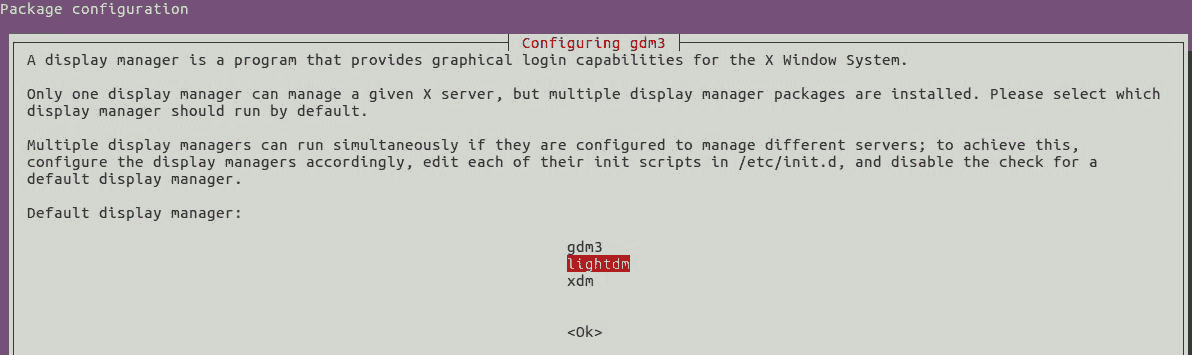 Package configuration
Configuring gdm3
A display manager is a program that provides graphical login capabilities for the X Window System.
Only one display manager can manage a given X server, but multiple display manager packages are installed. Please select which
display manager should run by default.
Multiple display managers can run simultaneously if they are configured to manage different servers; to achieve this,
configure the display managers accordingly, edit each of their init scripts in /etc/init.d, and disable the check for a
default display manager.
Default display manager:
gdm3
lightdm
xdm
<Ok>